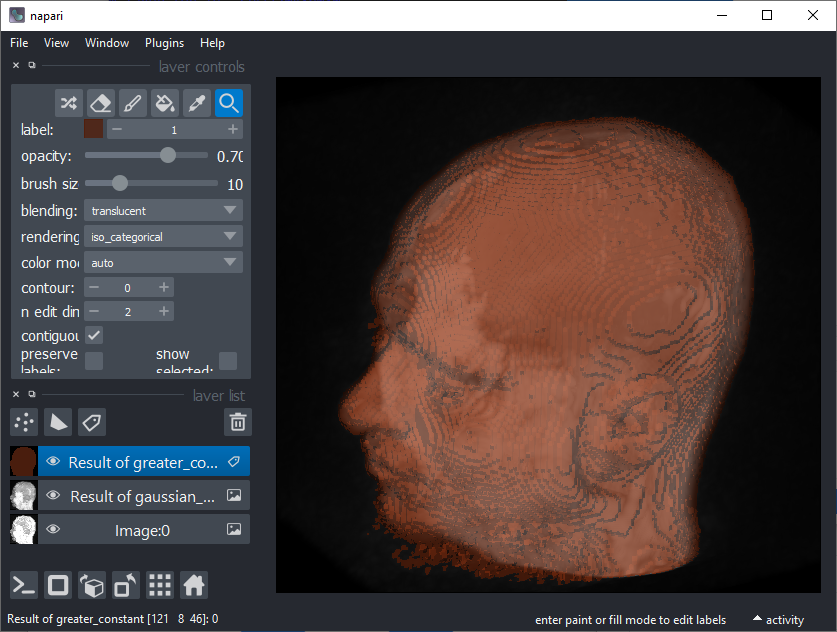 napari
File View Window Plugins Help
layer controls
label: 1
opacity: 0.70
brush siz 10
blending: translucent
rendering iso_categorical
color mo auto
contour: 0
n edit din 2
contiguou
preserve show
labels: selected:
layer list
Result of greater_co...
Result of gaussian_...
Image:0
Result of greater_constant [121 8 46]: 0
enter paint or fill mode to edit labels
activity